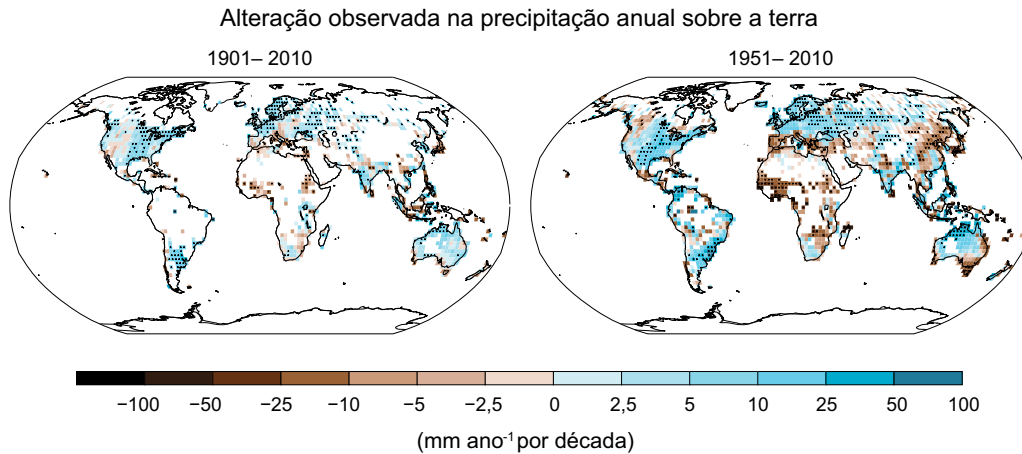 Alteração observada na precipitação anual sobre a terra
1901– 2010
1951– 2010
−100 −50 −25 −10 −5 −2,5 0 2,5 5 10 25 50 100
(mm ano⁻¹ por década)